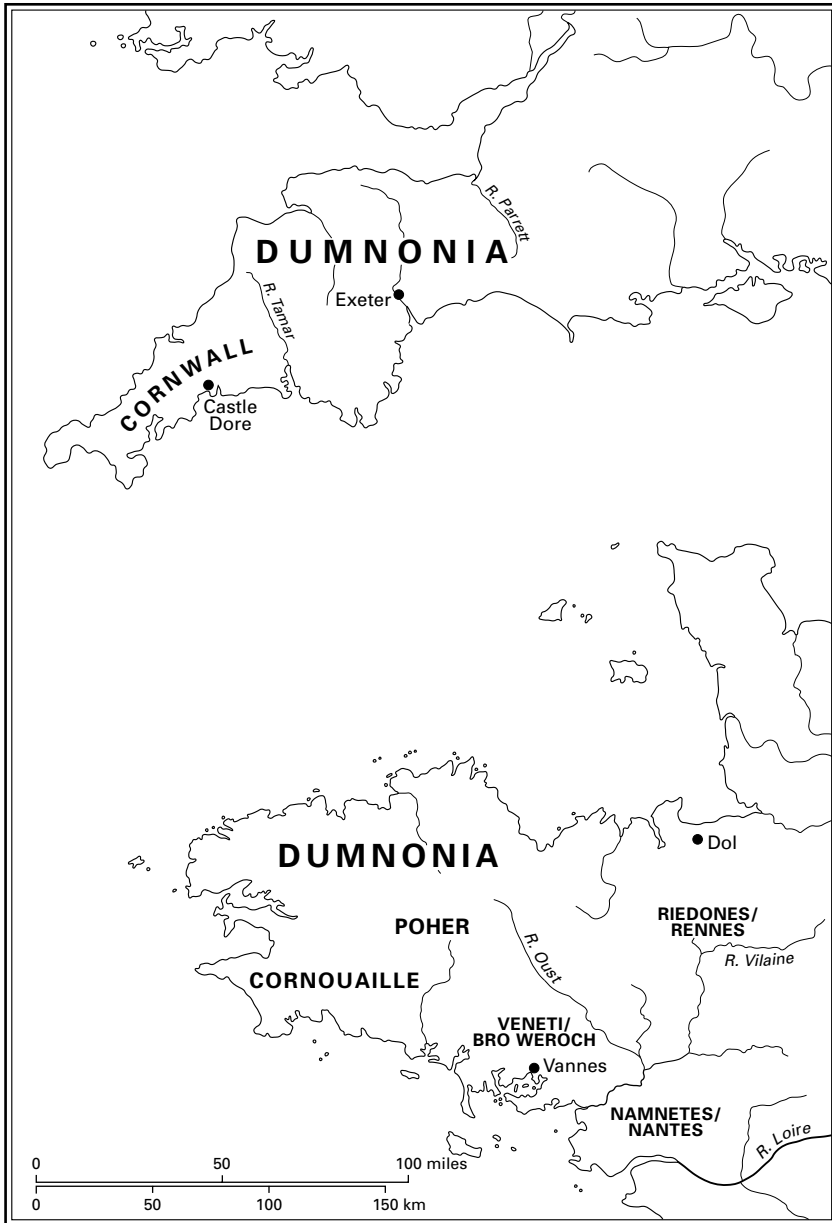 R. Parrett
DUMNONIA
Exeter
R. Tamar
CORNWALL
Castle
Dore
DUMNONIA
Dol
POHER
RIEDONES/
RENNES
R. Oust
R. Vilaine
CORNOUAILLE
VENETI/
BRO WEROCH
Vannes
NAMNETES/
NANTES
R. Loire
0 50 100 miles
0 50 100 150 km